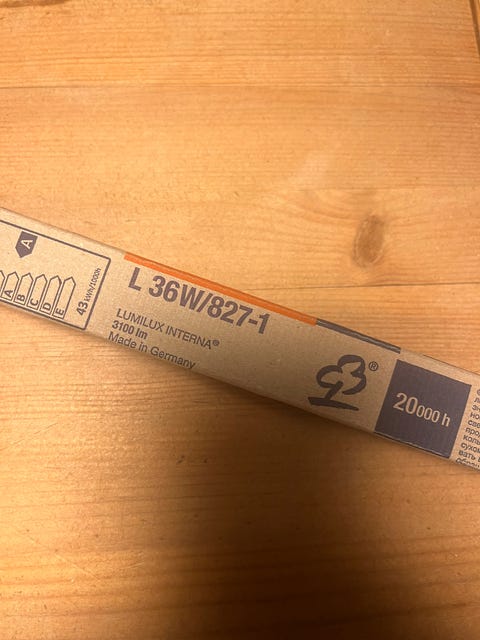 A
A
B
C
D
E
43 kWh/1000h
L 36W/827-1
LUMILUX INTERNA®
3100 lm
Made in Germany
®
20000 h